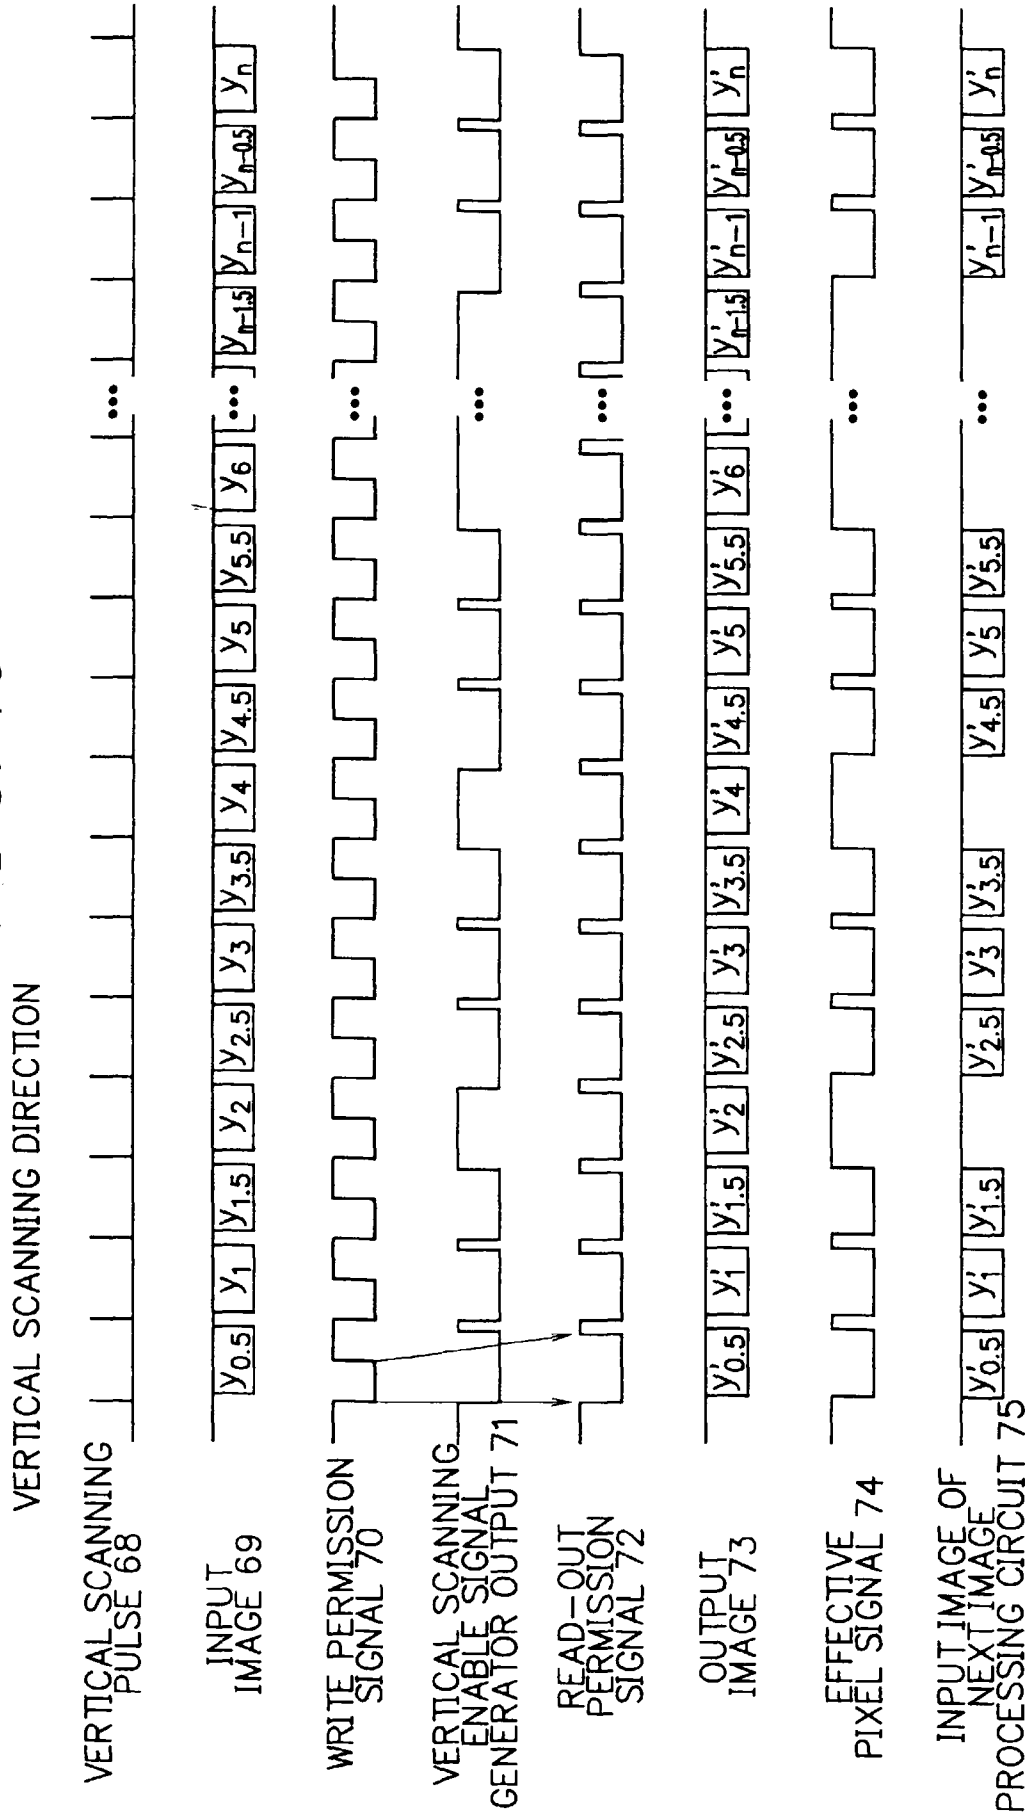 VERTICAL SCANNING DIRECTION
VERTICAL SCANNING
PULSE 68
INPUT
IMAGE 69
y0.5 y1 y1.5 y2 y2.5 y3 y3.5 y4 y4.5 y5 y5.5 y6 ••• yn-1.5 yn-1 yn-0.5 yn
WRITE PERMISSION
SIGNAL 70
VERTICAL SCANNING
ENABLE SIGNAL
GENERATOR OUTPUT 71
READ-OUT
PERMISSION
SIGNAL 72
OUTPUT
IMAGE 73
y'0.5 y'1 y'1.5 y'2 y'2.5 y'3 y'3.5 y'4 y'4.5 y'5 y'5.5 y'6 ••• y'n-1.5 y'n-1 y'n-0.5 y'n
EFFECTIVE
PIXEL SIGNAL 74
INPUT IMAGE OF
NEXT IMAGE
PROCESSING CIRCUIT 75
y'0.5 y'1 y'1.5 y'2.5 y'3 y'3.5 y'4.5 y'5 y'5.5 ••• y'n-1 y'n-0.5 y'n